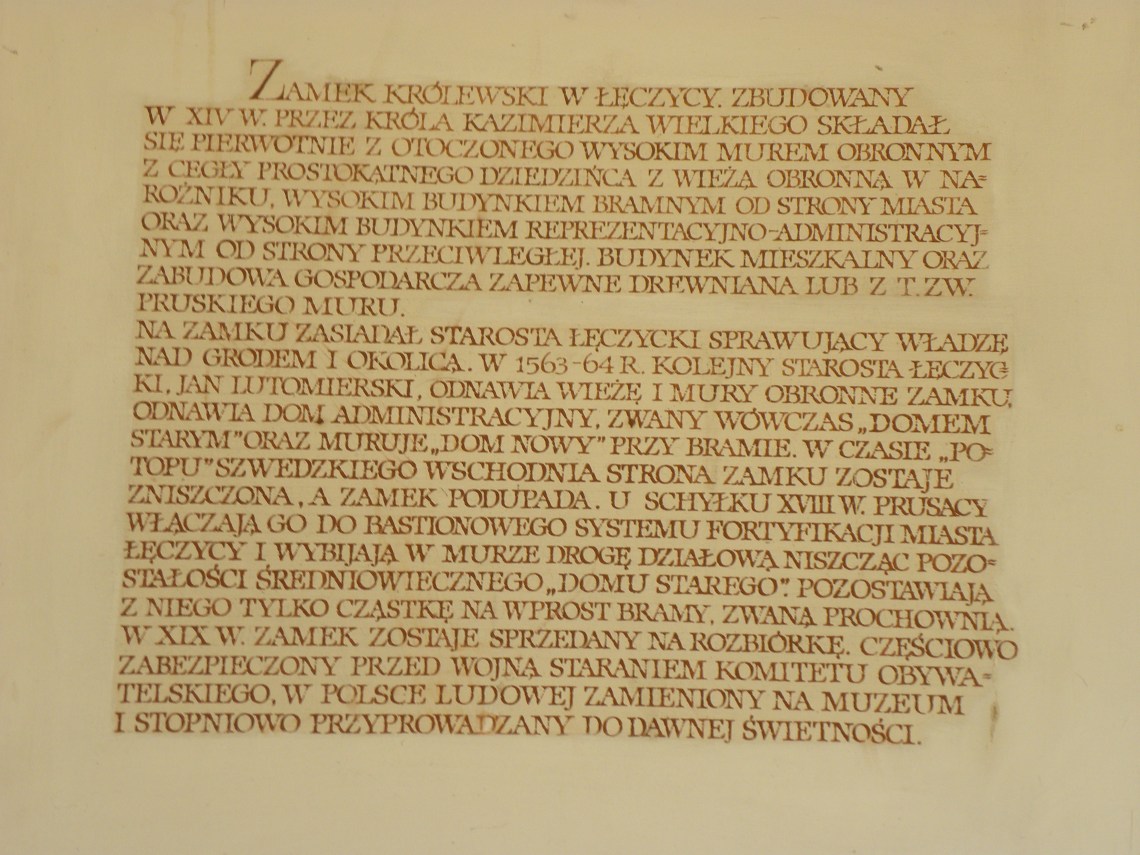 ZAMEK KRÓLEWSKI W ŁĘCZYCY. ZBUDOWANY
W XIV W. PRZEZ KRÓLA KAZIMIERZA WIELKIEGO SKŁADAŁ
SIĘ PIERWOTNIE Z OTOCZONEGO WYSOKIM MUREM OBRONNYM
Z CEGŁY PROSTOKĄTNEGO DZIEDZIŃCA Z WIEŻĄ OBRONNĄ W NA=
ROŻNIKU, WYSOKIM BUDYNKIEM BRAMNYM OD STRONY MIASTA
ORAZ WYSOKIM BUDYNKIEM REPREZENTACYJNO-ADMINISTRACYJ=
NYM OD STRONY PRZECIWLEGŁEJ. BUDYNEK MIESZKALNY ORAZ
ZABUDOWA GOSPODARCZA ZAPEWNE DREWNIANA LUB Z T.ZW.
PRUSKIEGO MURU.
NA ZAMKU ZASIADAŁ STAROSTA ŁĘCZYCKI SPRAWUJĄCY WŁADZĘ
NAD GRODEM I OKOLICĄ. W 1563-64 R. KOLEJNY STAROSTA ŁĘCZYC=
KI, JAN LUTOMIERSKI, ODNAWIA WIEŻĘ I MURY OBRONNE ZAMKU,
ODNAWIA DOM ADMINISTRACYJNY, ZWANY WÓWCZAS „DOMEM
STARYM" ORAZ MURUJE „DOM NOWY" PRZY BRAMIE. W CZASIE „PO=
TOPU" SZWEDZKIEGO WSCHODNIA STRONA ZAMKU ZOSTAJE
ZNISZCZONA, A ZAMEK PODUPADA. U SCHYŁKU XVIII W. PRUSACY
WŁĄCZAJĄ GO DO BASTIONOWEGO SYSTEMU FORTYFIKACJI MIASTA
ŁĘCZYCY I WYBIJAJĄ W MURZE DROGĘ DZIAŁOWĄ NISZCZĄC POZO=
STAŁOŚCI ŚREDNIOWIECZNEGO „DOMU STAREGO". POZOSTAWIAJĄ
Z NIEGO TYLKO CZĄSTKĘ NA WPROST BRAMY, ZWANĄ PROCHOWNIĄ.
W XIX W. ZAMEK ZOSTAJE SPRZEDANY NA ROZBIÓRKĘ. CZĘŚCIOWO
ZABEZPIECZONY PRZED WOJNĄ STARANIEM KOMITETU OBYWA=
TELSKIEGO, W POLSCE LUDOWEJ ZAMIENIONY NA MUZEUM
I STOPNIOWO PRZYPROWADZANY DO DAWNEJ ŚWIETNOŚCI.